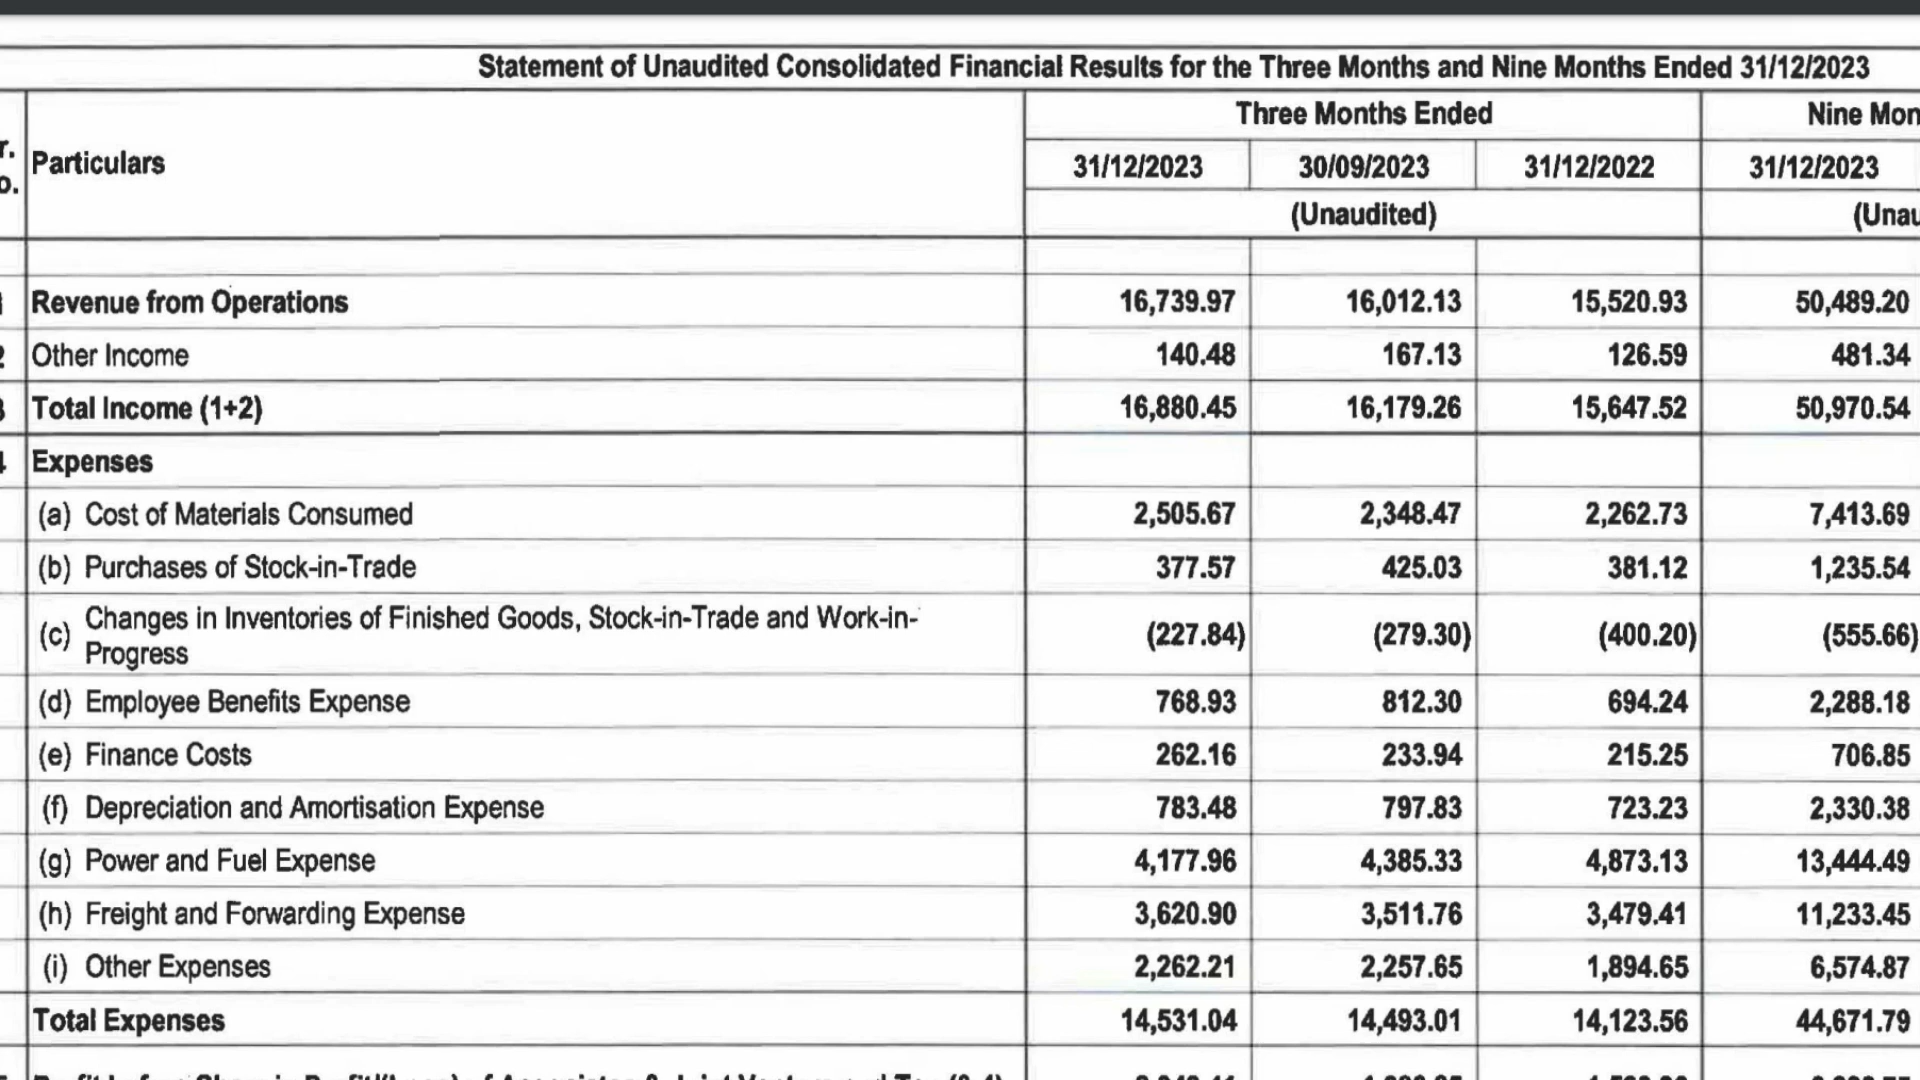 Statement of Unaudited Consolidated Financial Results for the Three Months and Nine Months Ended 31/12/2023
Particulars Three Months Ended Nine Mon
31/12/2023 30/09/2023 31/12/2022 31/12/2023
(Unaudited) (Unau
Revenue from Operations 16,739.97 16,012.13 15,520.93 50,489.20
2 Other Income 140.48 167.13 126.59 481.34
3 Total Income (1+2) 16,880.45 16,179.26 15,647.52 50,970.54
4 Expenses
(a) Cost of Materials Consumed 2,505.67 2,348.47 2,262.73 7,413.69
(b) Purchases of Stock-in-Trade 377.57 425.03 381.12 1,235.54
(c) Changes in Inventories of Finished Goods, Stock-in-Trade and Work-in-
Progress (227.84) (279.30) (400.20) (555.66)
(d) Employee Benefits Expense 768.93 812.30 694.24 2,288.18
(e) Finance Costs 262.16 233.94 215.25 706.85
(f) Depreciation and Amortisation Expense 783.48 797.83 723.23 2,330.38
(g) Power and Fuel Expense 4,177.96 4,385.33 4,873.13 13,444.49
(h) Freight and Forwarding Expense 3,620.90 3,511.76 3,479.41 11,233.45
(i) Other Expenses 2,262.21 2,257.65 1,894.65 6,574.87
Total Expenses 14,531.04 14,493.01 14,123.56 44,671.79